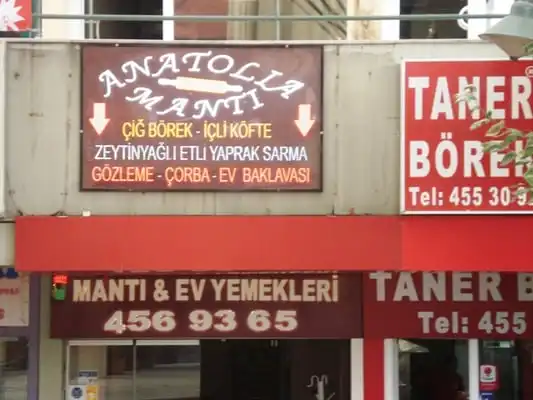 ANATOLIA
MANTI
ÇİĞ BÖREK - İÇLİ KÖFTE
ZEYTİNYAĞLI ETLİ YAPRAK SARMA
GÖZLEME - ÇORBA - EV BAKLAVASI
TANER
BÖREK
Tel: 455 30
MANTI & EV YEMEKLERİ
456 93 65
TANER B
Tel: 455